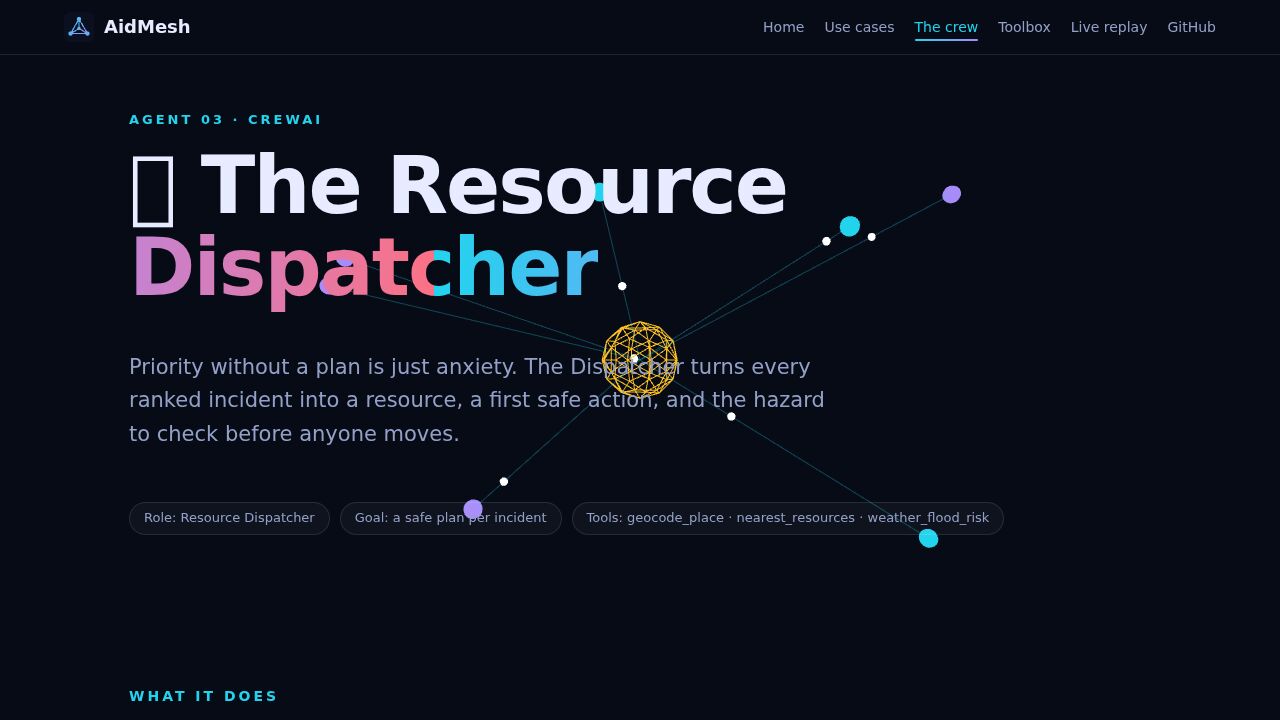 AidMesh
Home
Use cases
The crew
Toolbox
Live replay
GitHub
AGENT 03 · CREWAI
The Resource
Dispatcher
Priority without a plan is just anxiety. The Dispatcher turns every
ranked incident into a resource, a first safe action, and the hazard
to check before anyone moves.
Role: Resource Dispatcher
Goal: a safe plan per incident
Tools: geocode_place · nearest_resources · weather_flood_risk
WHAT IT DOES